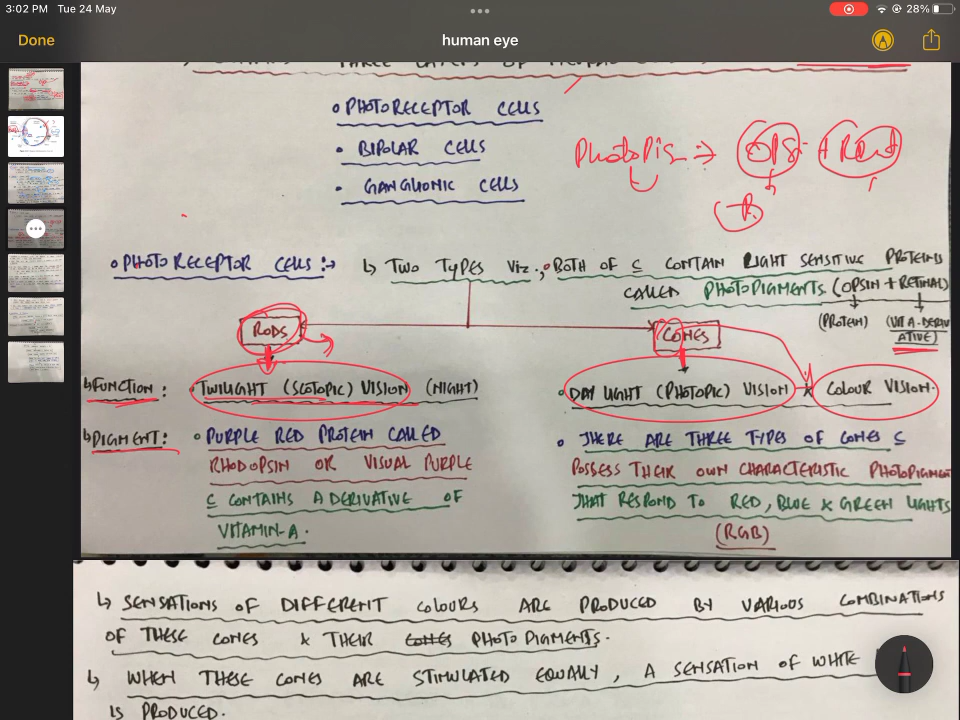 3:02 PM Tue 24 May
28%
Done
human eye
THREE LAYERS OF
• PHOTORECEPTOR CELLS
• BIPOLAR CELLS
• GANGLIONIC CELLS
+
• PHOTORECEPTOR CELLS :→ ↳ TWO TYPES Viz., • BOTH OF C̲ CONTAIN LIGHT SENSITIVE PROTEINS
CALLED PHOTOPIGMENTS (OPSIN + RETINAL)
(PROTEIN) (VIT A-DERIV
ATIVE)
RODS
CONES
↳ FUNCTION: • TWILIGHT (SCOTOPIC) VISION (NIGHT)
• DAY LIGHT (PHOTOPIC) VISION & COLOUR VISION.
↳ PIGMENT: • PURPLE RED PROTEIN CALLED
RHODOPSIN OR VISUAL PURPLE
C̲ CONTAINS A DERIVATIVE OF
VITAMIN-A.
• THERE ARE THREE TYPES OF CONES C̲
POSSESS THEIR OWN CHARACTERISTIC PHOTOPIGMENT
THAT RESPOND TO RED, BLUE & GREEN LIGHTS
(RGB)
↳ SENSATIONS OF DIFFERENT COLOURS ARE PRODUCED BY VARIOUS COMBINATIONS
OF THESE CONES & THEIR CONES PHOTO PIGMENTS.
↳ WHEN THESE CONES ARE STIMULATED EQUALLY, A SENSATION OF WHITE
IS PRODUCED.